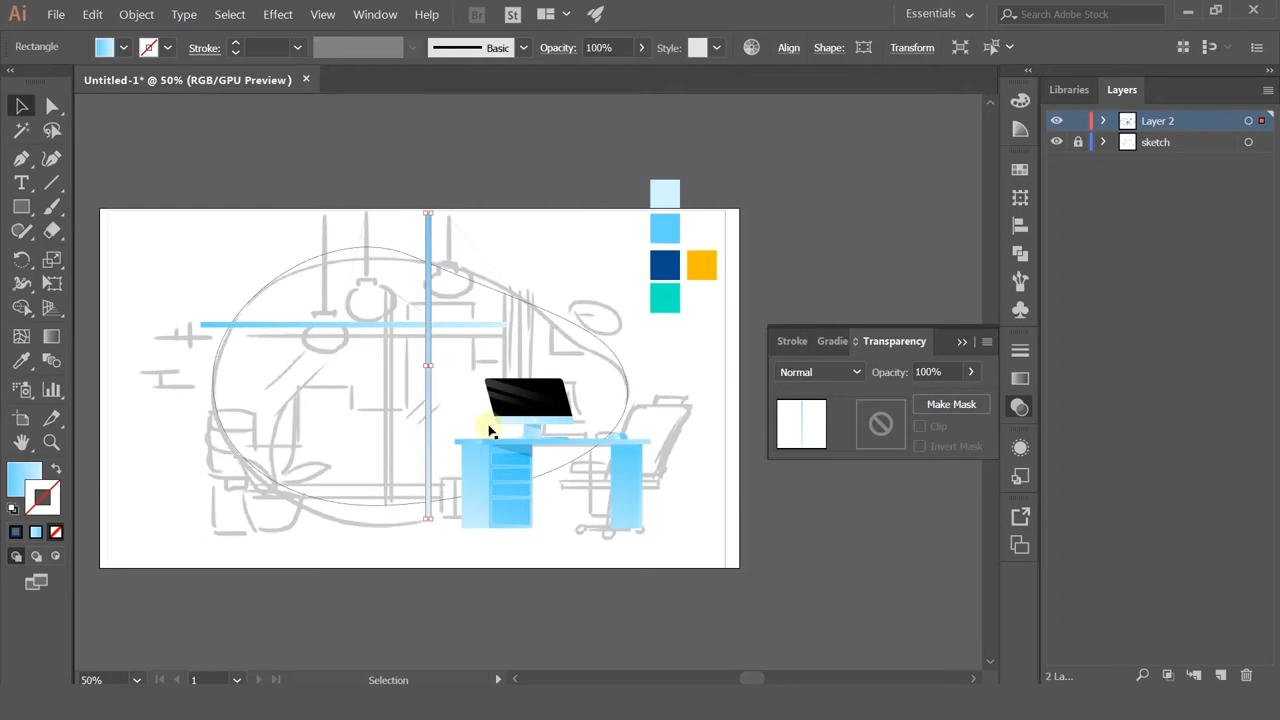 Ai File Edit Object Type Select Effect View Window Help Br St Essentials Search Adobe Stock
Rectangle Stroke: Basic Opacity: 100% Style: Align Shape: Transform
Untitled-1* @ 50% (RGB/GPU Preview) ×
Libraries Layers
Layer 2
sketch
Stroke Gradie Transparency
Normal Opacity: 100%
Make Mask
Clip
Invert Mask
50% 1 Selection
2 La...